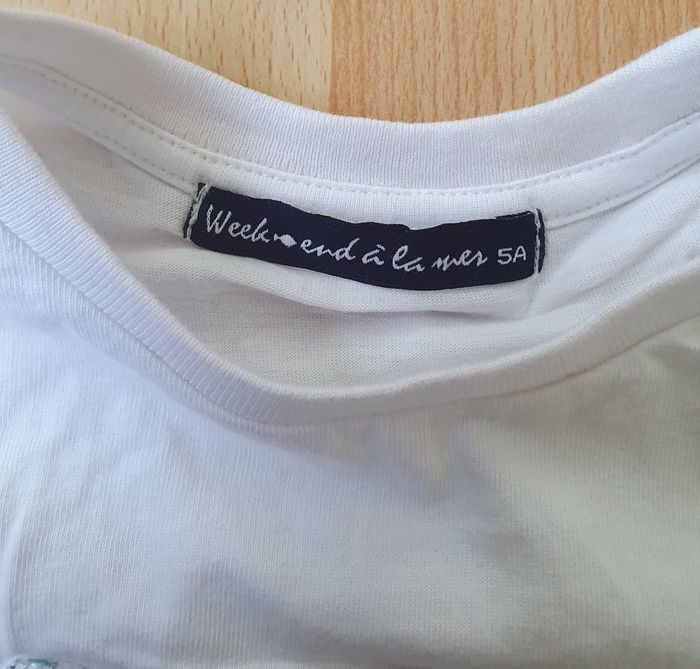 Week-end à la mer 5A